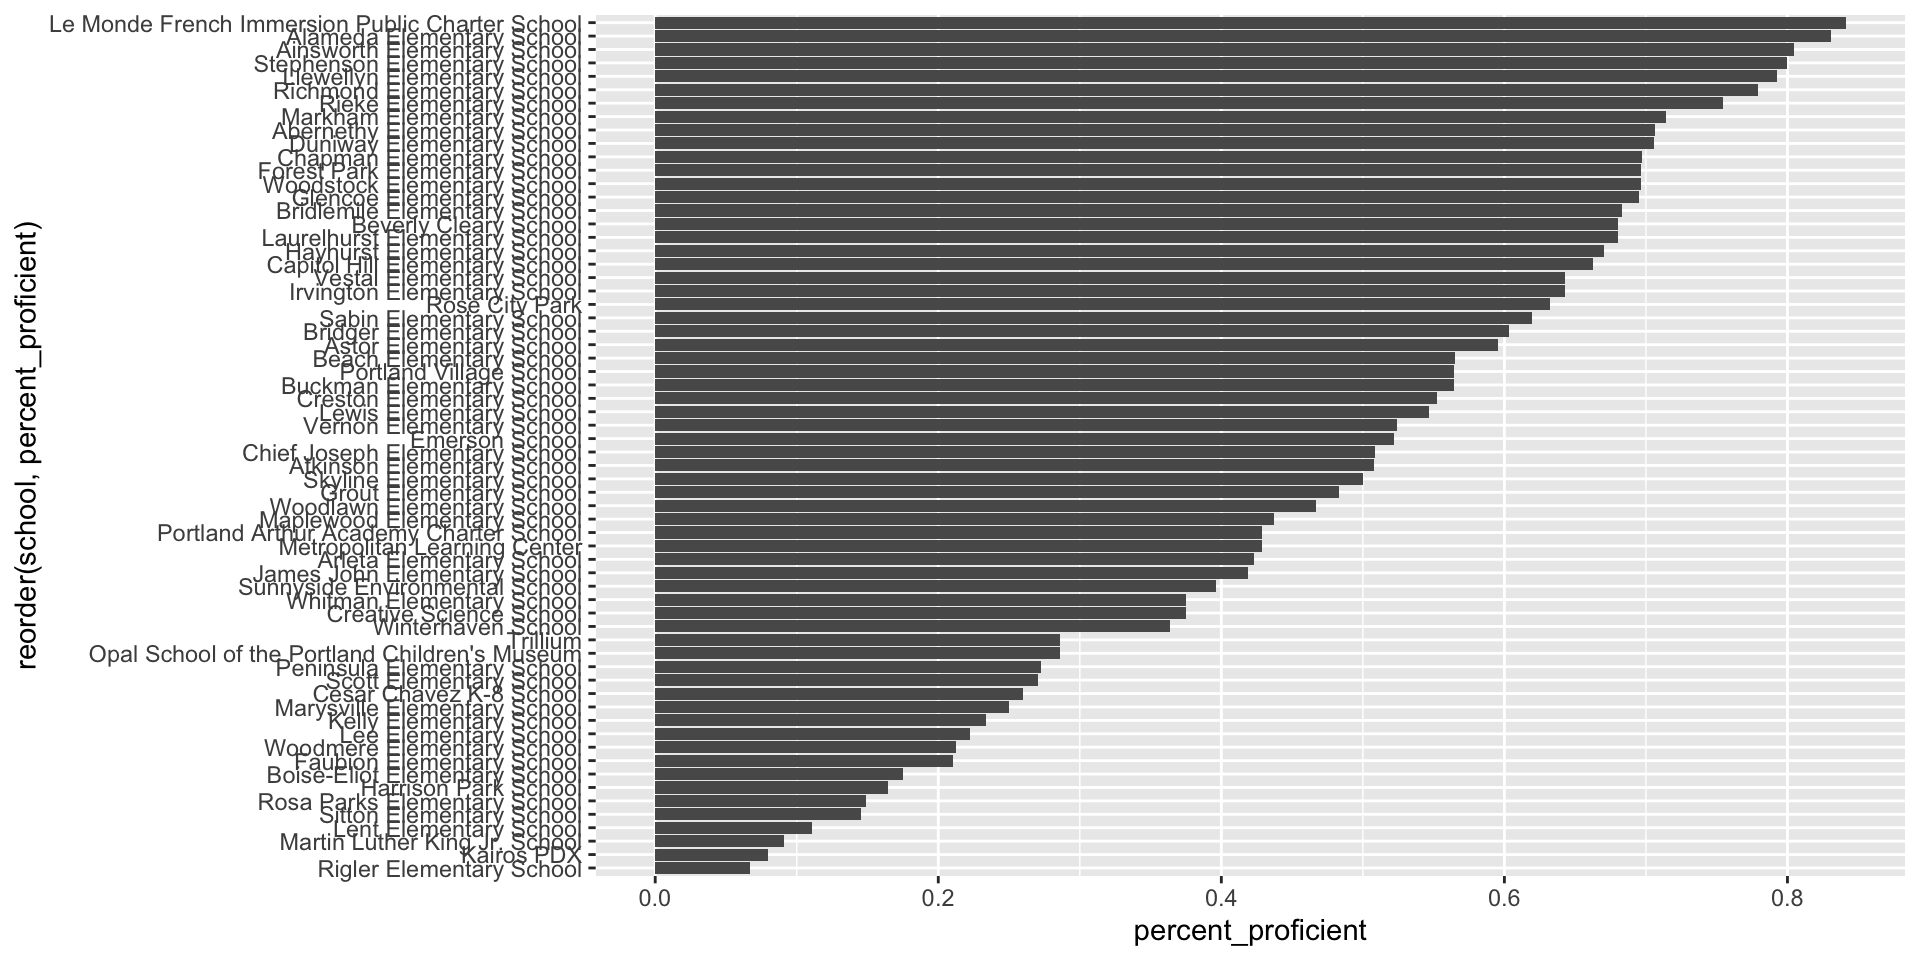 Le Monde French Immersion Public Charter School
Alameda Elementary School
Ainsworth Elementary School
Stephenson Elementary School
Llewellyn Elementary School
Richmond Elementary School
Rieke Elementary School
Markham Elementary School
Abernethy Elementary School
Duniway Elementary School
Chapman Elementary School
Forest Park Elementary School
Woodstock Elementary School
Glencoe Elementary School
Bridlemile Elementary School
Beverly Cleary School
Laurelhurst Elementary School
Hayhurst Elementary School
Capitol Hill Elementary School
Vestal Elementary School
Irvington Elementary School
Rose City Park
Sabin Elementary School
Bridger Elementary School
Astor Elementary School
Beach Elementary School
Portland Village School
Buckman Elementary School
Creston Elementary School
Lewis Elementary School
Vernon Elementary School
Emerson School
Chief Joseph Elementary School
Atkinson Elementary School
Skyline Elementary School
Grout Elementary School
Woodlawn Elementary School
Maplewood Elementary School
Portland Arthur Academy Charter School
Metropolitan Learning Center
Arleta Elementary School
James John Elementary School
Sunnyside Environmental School
Whitman Elementary School
Creative Science School
Winterhaven School
Trillium
Opal School of the Portland Children's Museum
Peninsula Elementary School
Scott Elementary School
César Chávez K-8 School
Marysville Elementary School
Kelly Elementary School
Lee Elementary School
Woodmere Elementary School
Faubion Elementary School
Boise-Eliot Elementary School
Harrison Park School
Rosa Parks Elementary School
Sitton Elementary School
Lent Elementary School
Martin Luther King Jr. School
Kairos PDX
Rigler Elementary School
reorder(school, percent_proficient)
0.0 0.2 0.4 0.6 0.8
percent_proficient